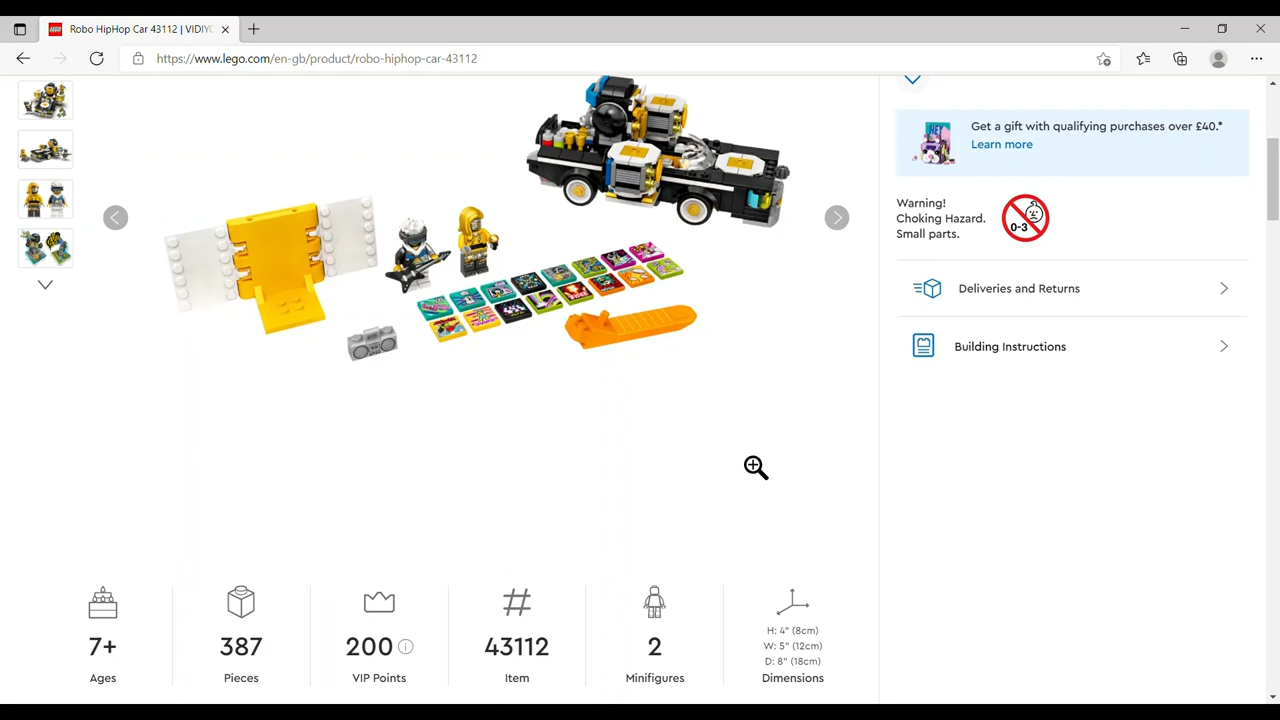 Robo HipHop Car 43112 | VIDIYO
https://www.lego.com/en-gb/product/robo-hiphop-car-43112
Get a gift with qualifying purchases over £40.*
Learn more
Warning!
Choking Hazard.
Small parts.
0-3
Deliveries and Returns
Building Instructions
7+
Ages
387
Pieces
200
VIP Points
43112
Item
2
Minifigures
H: 4" (8cm)
W: 5" (12cm)
D: 8" (18cm)
Dimensions